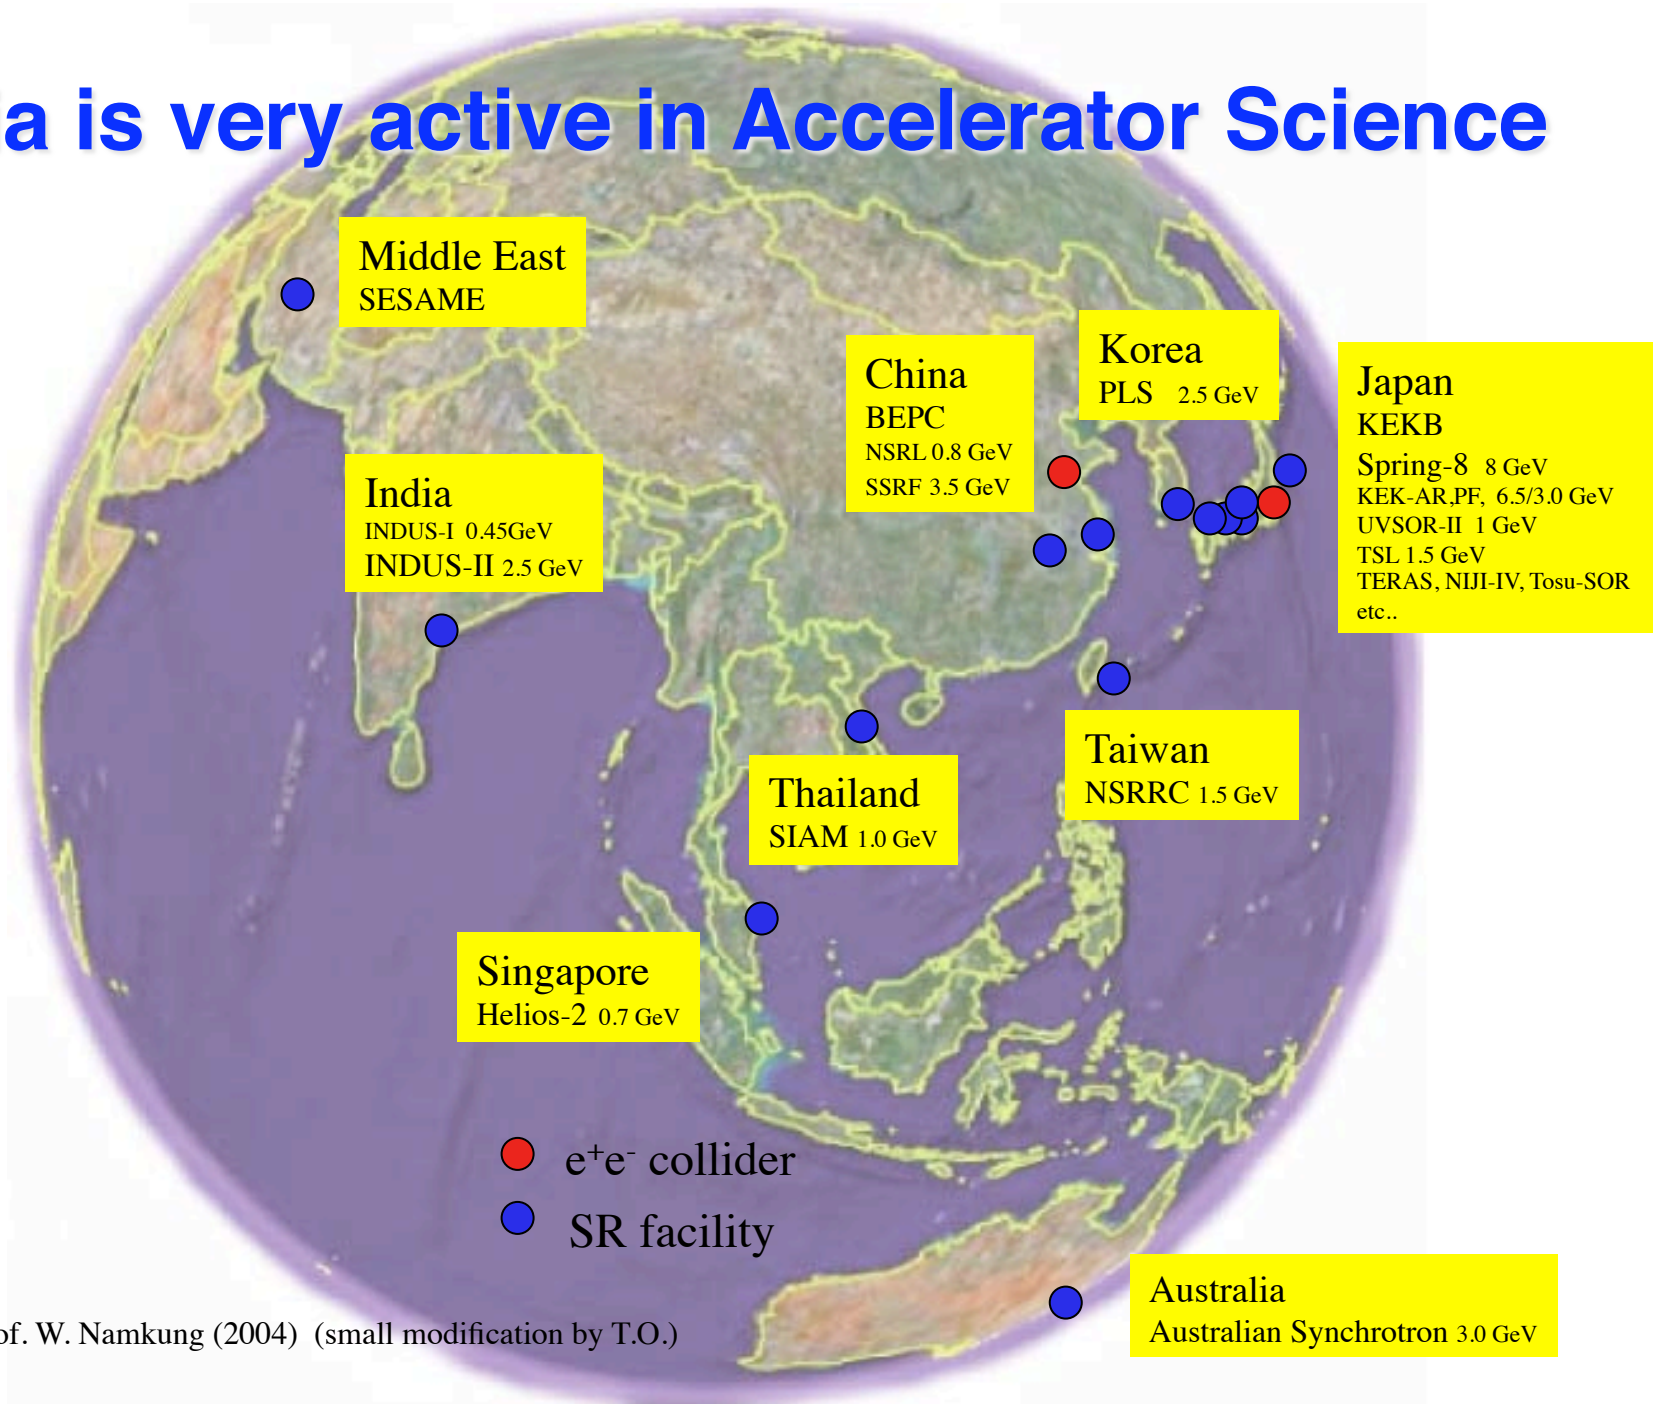 a is very active in Accelerator Science
Middle East
SESAME
China
BEPC
NSRL 0.8 GeV
SSRF 3.5 GeV
Korea
PLS 2.5 GeV
Japan
KEKB
Spring-8 8 GeV
KEK-AR,PF, 6.5/3.0 GeV
UVSOR-II 1 GeV
TSL 1.5 GeV
TERAS, NIJI-IV, Tosu-SOR
etc..
India
INDUS-I 0.45GeV
INDUS-II 2.5 GeV
Taiwan
NSRRC 1.5 GeV
Thailand
SIAM 1.0 GeV
Singapore
Helios-2 0.7 GeV
e⁺e⁻ collider
SR facility
Australia
Australian Synchrotron 3.0 GeV
of. W. Namkung (2004) (small modification by T.O.)